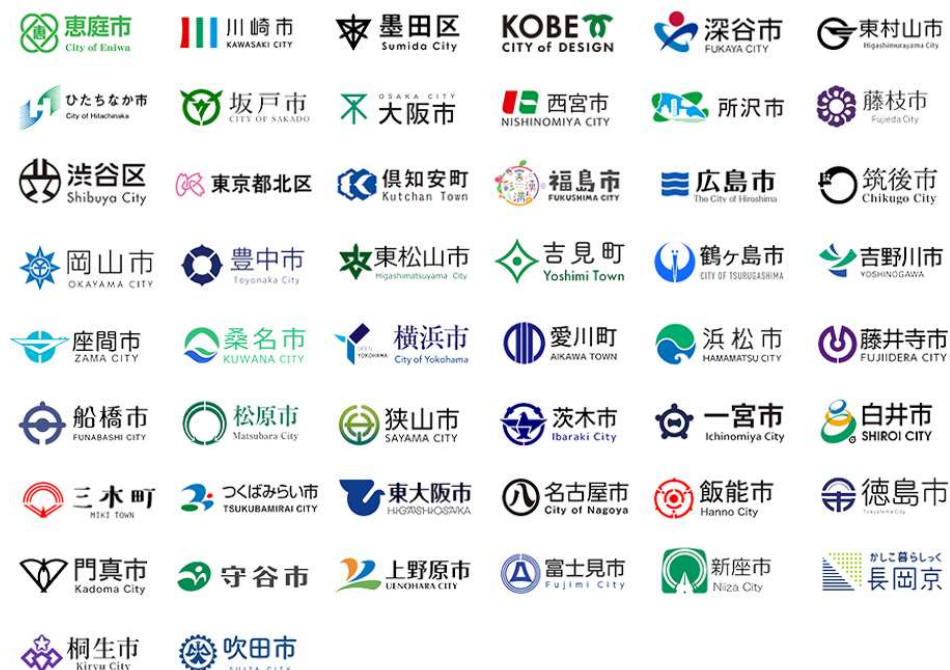 恵庭市
City of Eniwa
川崎市
KAWASAKI CITY
墨田区
Sumida City
KOBE
CITY of DESIGN
深谷市
FUKAYA CITY
東村山市
Higashimurayama City
ひたちなか市
City of Hitachinaka
坂戸市
CITY OF SAKADO
OSAKA CITY
大阪市
西宮市
NISHINOMIYA CITY
所沢市
藤枝市
Fujieda City
渋谷区
Shibuya City
東京都北区
倶知安町
Kutchan Town
福島市
FUKUSHIMA CITY
広島市
The City of Hiroshima
筑後市
Chikugo City
岡山市
OKAYAMA CITY
豊中市
Toyonaka City
東松山市
Higashimatsuyama City
吉見町
Yoshimi Town
鶴ヶ島市
CITY OF TSURUGASHIMA
吉野川市
YOSHINOGAWA
座間市
ZAMA CITY
桑名市
KUWANA CITY
OPEN
YOKOHAMA
横浜市
City of Yokohama
愛川町
AIKAWA TOWN
浜松市
HAMAMATSU CITY
藤井寺市
FUJIIDERA CITY
船橋市
FUNABASHI CITY
松原市
Matsubara City
狭山市
SAYAMA CITY
茨木市
Ibaraki City
一宮市
Ichinomiya City
白井市
SHIROI CITY
三木町
MIKI TOWN
つくばみらい市
TSUKUBAMIRAI CITY
東大阪市
HIGASHIOSAKA
名古屋市
City of Nagoya
飯能市
Hanno City
徳島市
Tokushima City
門真市
Kadoma City
守谷市
上野原市
UENOHARA CITY
富士見市
Fujimi City
新座市
Niiza City
かしこ暮らしっく
長岡京
桐生市
Kiryu City
吹田市
SUITA CITY